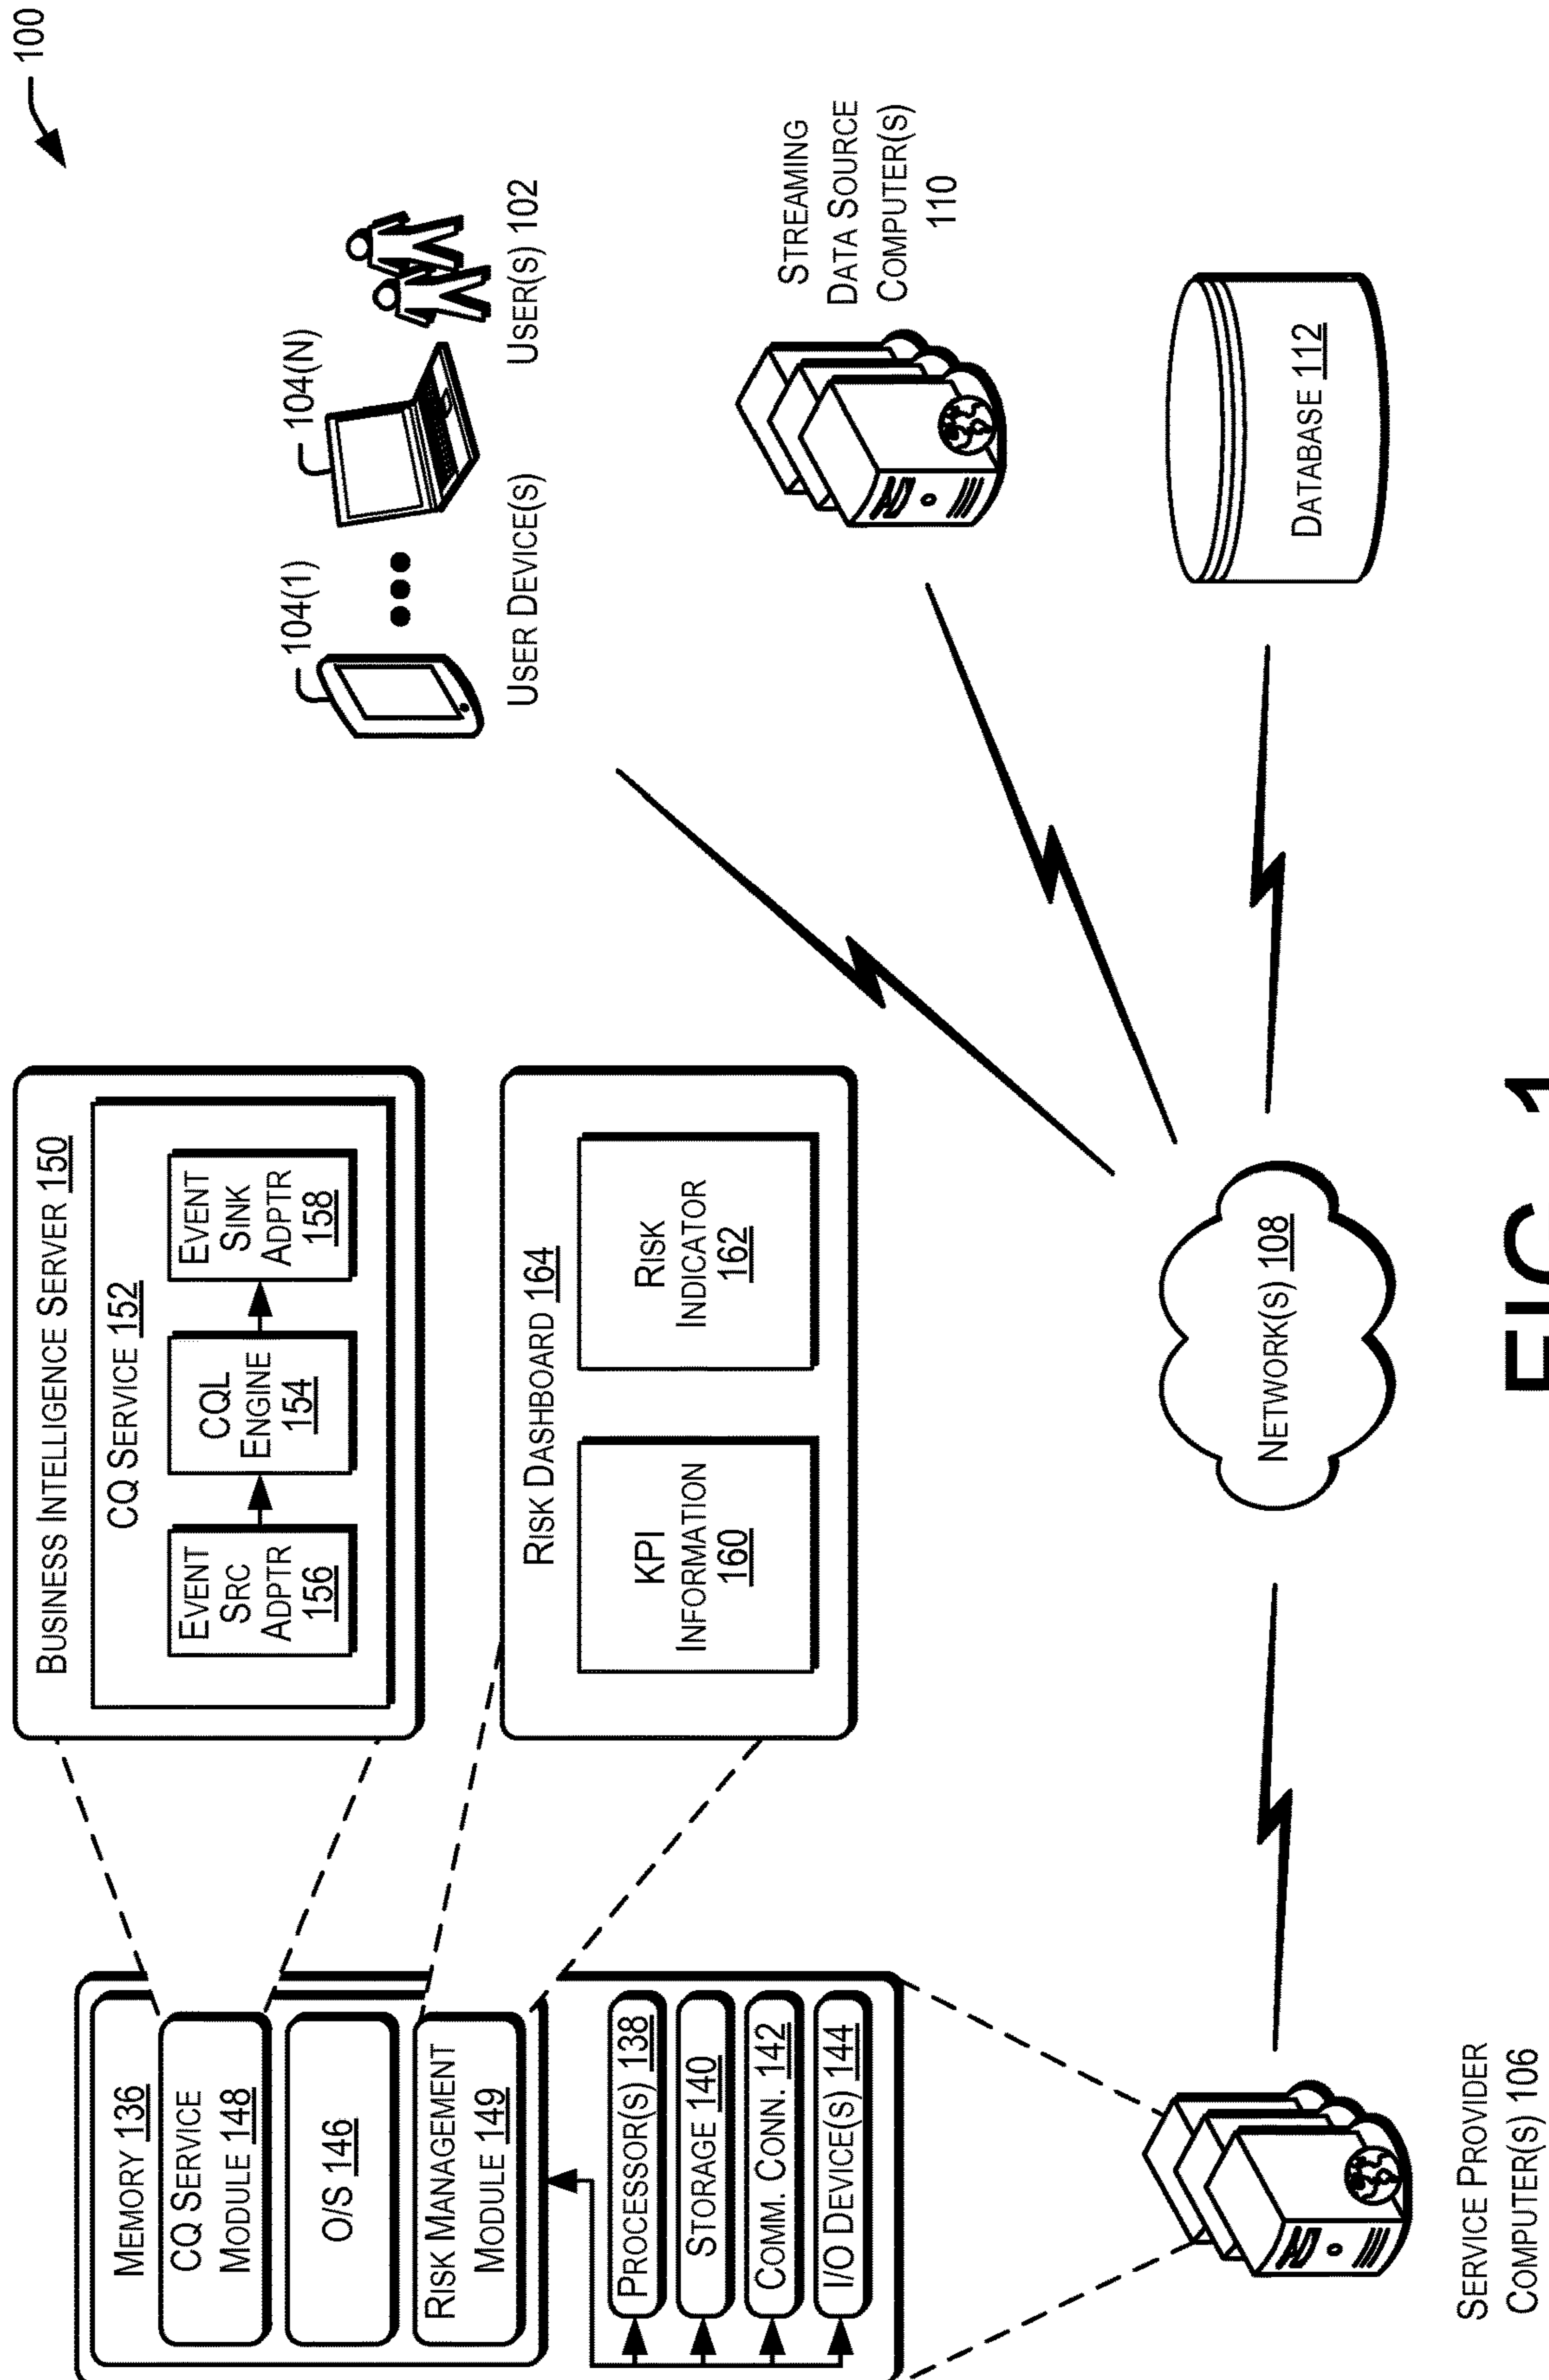 100
BUSINESS INTELLIGENCE SERVER 150
CQ SERVICE 152
EVENT
SRC
ADPTR
156
CQL
ENGINE
154
EVENT
SINK
ADPTR
158
MEMORY 136
CQ SERVICE
MODULE 148
O/S 146
RISK MANAGEMENT
MODULE 149
PROCESSOR(S) 138
STORAGE 140
COMM. CONN. 142
I/O DEVICE(S) 144
RISK DASHBOARD 164
KPI
INFORMATION
160
RISK
INDICATOR
162
104(1)
104(N)
USER DEVICE(S)
USER(S) 102
STREAMING
DATA SOURCE
COMPUTER(S)
110
DATABASE 112
NETWORK(S) 108
SERVICE PROVIDER
COMPUTER(S) 106
FIG. 1